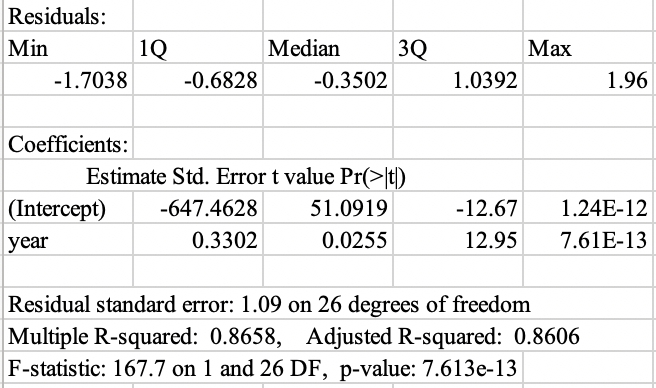 Residuals:
Min 1Q Median 3Q Max
-1.7038 -0.6828 -0.3502 1.0392 1.96
Coefficients:
Estimate Std. Error t value Pr(>|t|)
(Intercept) -647.4628 51.0919 -12.67 1.24E-12
year 0.3302 0.0255 12.95 7.61E-13
Residual standard error: 1.09 on 26 degrees of freedom
Multiple R-squared: 0.8658, Adjusted R-squared: 0.8606
F-statistic: 167.7 on 1 and 26 DF, p-value: 7.613e-13